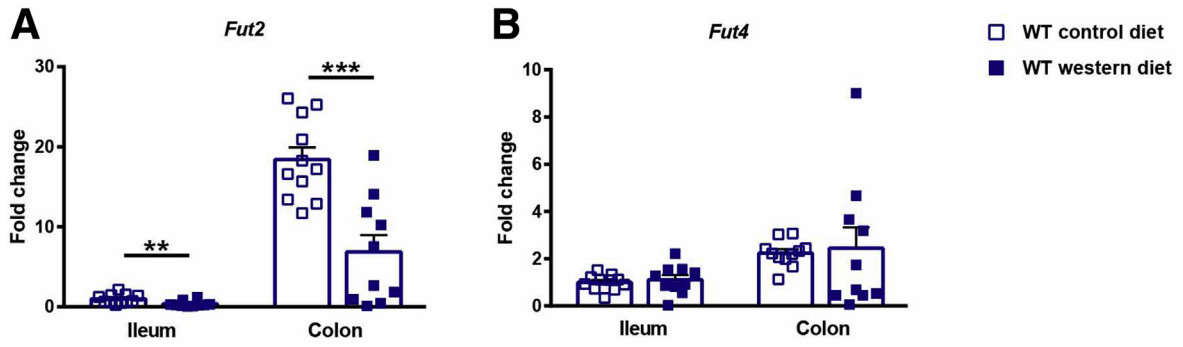 A
Fut2
Fold change
30
20
10
0
**
***
Ileum
Colon
B
Fut4
Fold change
10
8
6
4
2
0
Ileum
Colon
WT control diet
WT western diet